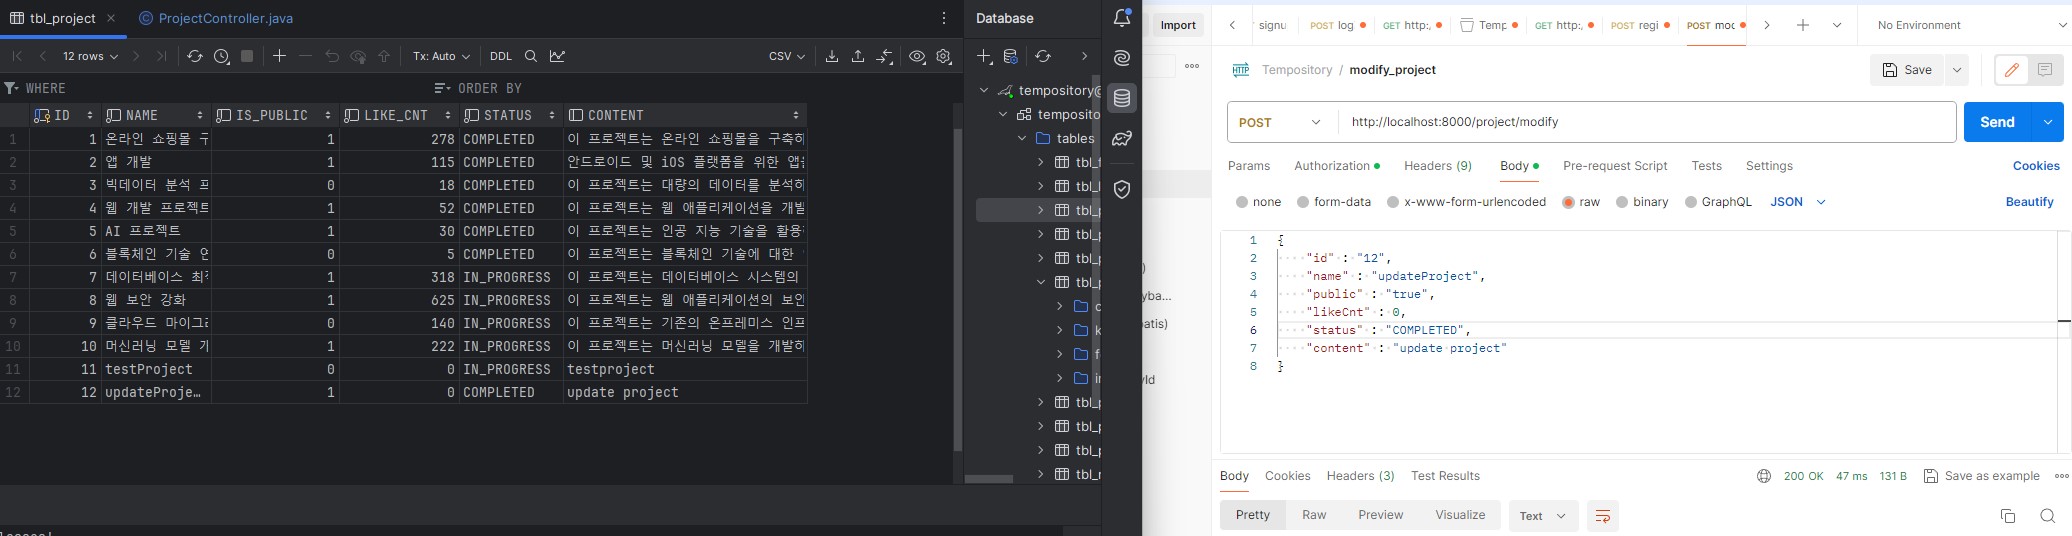 tbl_project
ProjectController.java
12 rows
Tx: Auto
DDL
CSV
WHERE
ORDER BY
ID NAME IS_PUBLIC LIKE_CNT STATUS CONTENT
1 1 온라인 쇼핑몰 구 1 278 COMPLETED 이 프로젝트는 온라인 쇼핑몰을 구축하
2 2 앱 개발 1 115 COMPLETED 안드로이드 및 iOS 플랫폼을 위한 앱을
3 3 빅데이터 분석 프 0 18 COMPLETED 이 프로젝트는 대량의 데이터를 분석하
4 4 웹 개발 프로젝트 1 52 COMPLETED 이 프로젝트는 웹 애플리케이션을 개발
5 5 AI 프로젝트 1 30 COMPLETED 이 프로젝트는 인공 지능 기술을 활용
6 6 블록체인 기술 연 0 5 COMPLETED 이 프로젝트는 블록체인 기술에 대한
7 7 데이터베이스 최적 1 318 IN_PROGRESS 이 프로젝트는 데이터베이스 시스템의
8 8 웹 보안 강화 1 625 IN_PROGRESS 이 프로젝트는 웹 애플리케이션의 보안
9 9 클라우드 마이그레 0 140 IN_PROGRESS 이 프로젝트는 기존의 온프레미스 인프
10 10 머신러닝 모델 개 1 222 IN_PROGRESS 이 프로젝트는 머신러닝 모델을 개발하
11 11 testProject 0 0 IN_PROGRESS testproject
12 12 updateProje… 1 0 COMPLETED update project
Database
tempository@
temposito
tables
tbl_
tbl_
tbl_
tbl_
tbl_
tbl_
tbl_
tbl_
tbl_
tbl_
Import
signu
POST log
GET http:
Temp
GET http:
POST regi
POST moc
No Environment
HTTP
Tempository / modify_project
Save
POST
http://localhost:8000/project/modify
Send
Params Authorization Headers (9) Body Pre-request Script Tests Settings Cookies
none form-data x-www-form-urlencoded raw binary GraphQL JSON Beautify
1 {
2 "id" : "12",
3 "name" : "updateProject",
4 "public" : "true",
5 "likeCnt" : 0,
6 "status" : "COMPLETED",
7 "content" : "update project"
8 }
Body Cookies Headers (3) Test Results
200 OK 47 ms 131 B Save as example
Pretty Raw Preview Visualize Text